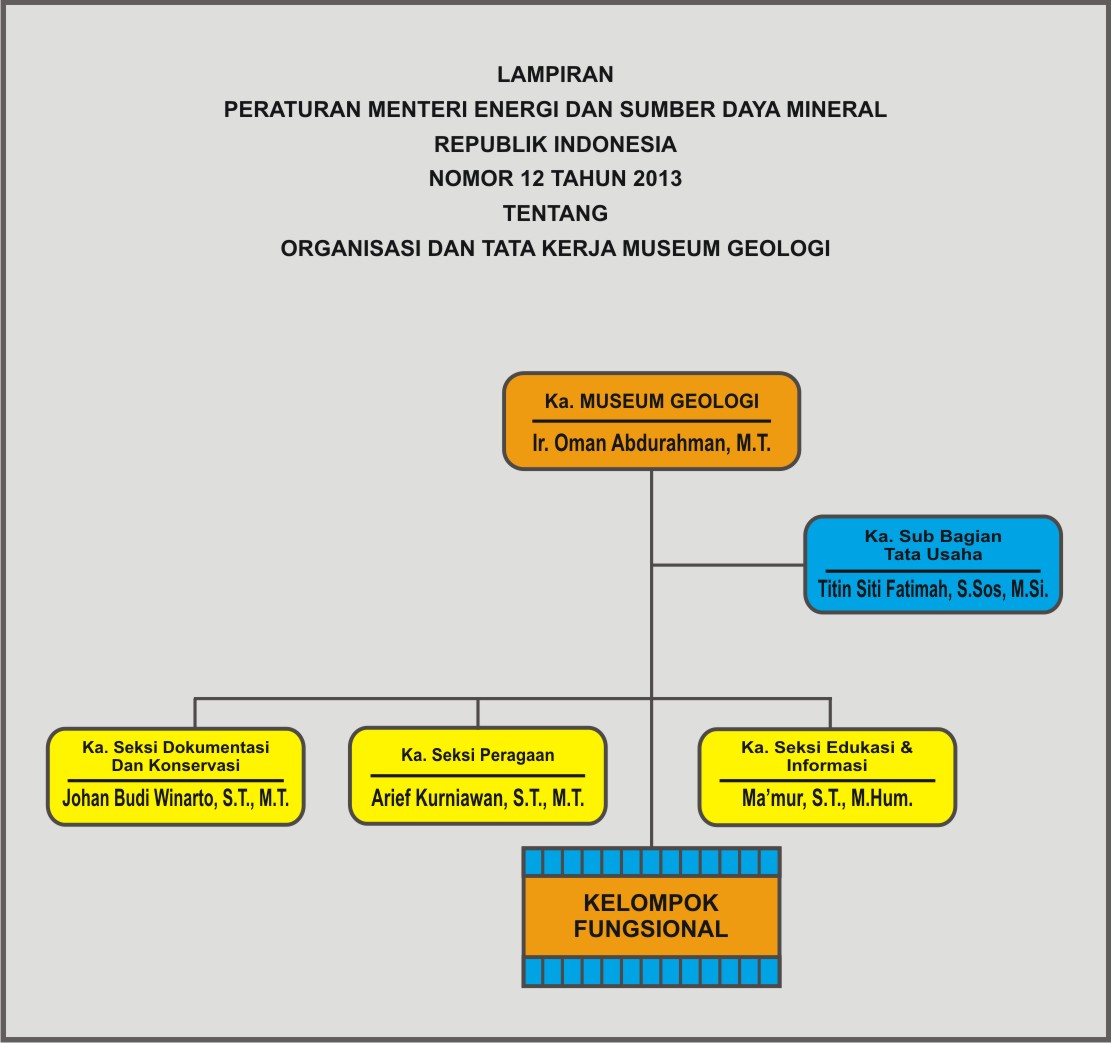 LAMPIRAN
PERATURAN MENTERI ENERGI DAN SUMBER DAYA MINERAL
REPUBLIK INDONESIA
NOMOR 12 TAHUN 2013
TENTANG
ORGANISASI DAN TATA KERJA MUSEUM GEOLOGI
Ka. MUSEUM GEOLOGI
Ir. Oman Abdurahman, M.T.
Ka. Sub Bagian
Tata Usaha
Titin Siti Fatimah, S.Sos, M.Si.
Ka. Seksi Dokumentasi
Dan Konservasi
Johan Budi Winarto, S.T., M.T.
Ka. Seksi Peragaan
Arief Kurniawan, S.T., M.T.
Ka. Seksi Edukasi &
Informasi
Ma’mur, S.T., M.Hum.
KELOMPOK
FUNGSIONAL